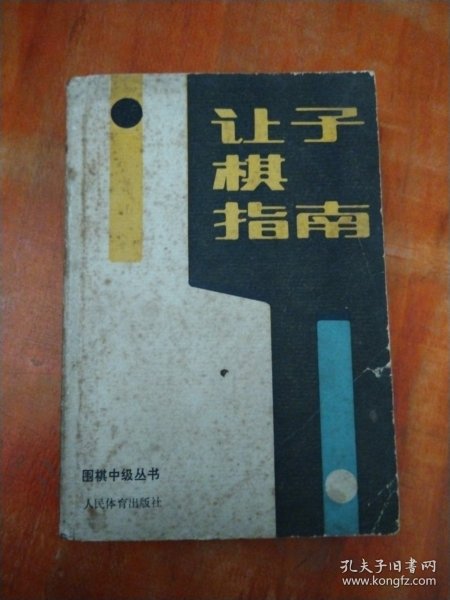 让子
棋
指南
围棋中级丛书
人民体育出版社
孔夫子旧书网
www.kongfz.com